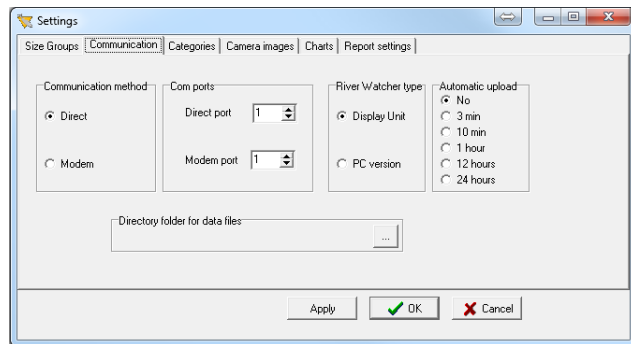 Settings
Size Groups Communication Categories Camera images Charts Report settings
Communication method Com ports River Watcher type Automatic upload
Direct Direct port 1 Display Unit No
3 min
10 min
1 hour
Modem Modem port 1 PC version 12 hours
24 hours
Directory folder for data files
...
Apply OK Cancel